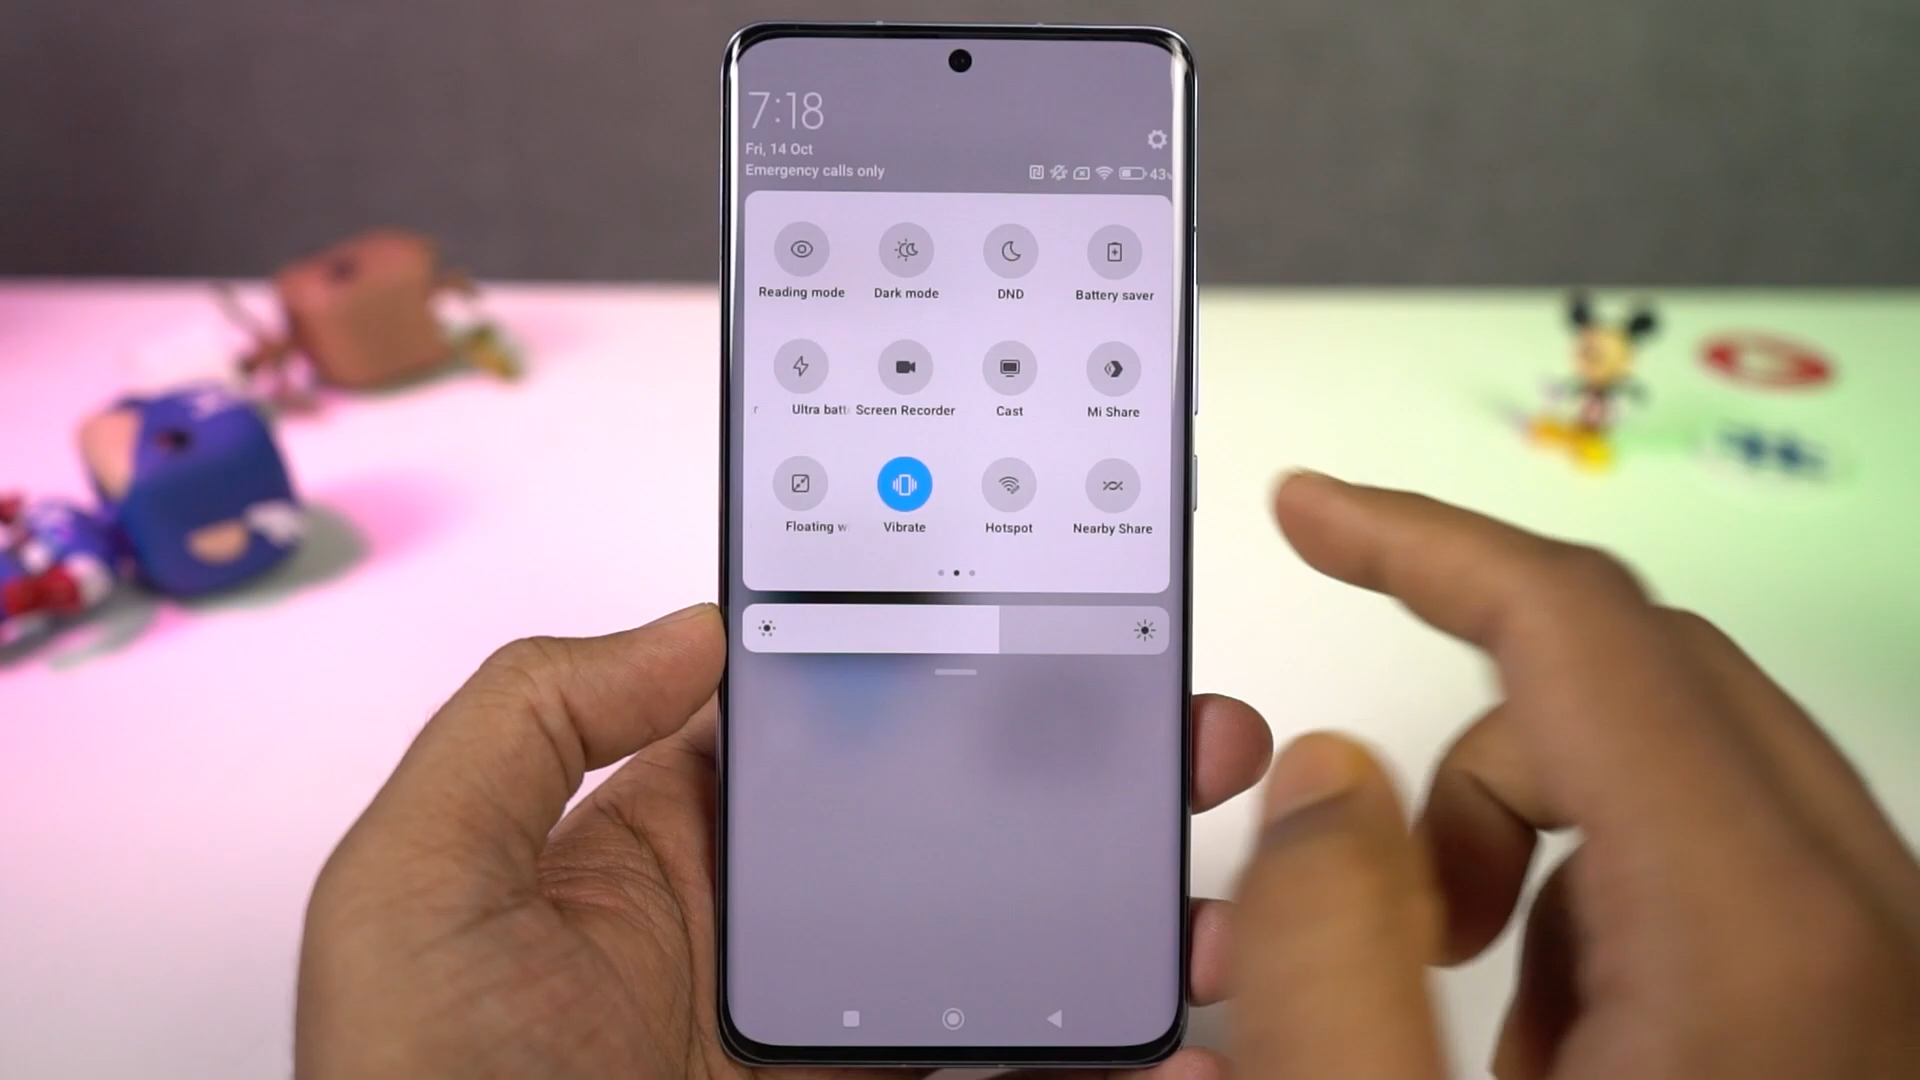 7:18
Fri, 14 Oct
Emergency calls only
43
Reading mode
Dark mode
DND
Battery saver
Ultra batt
Screen Recorder
Cast
Mi Share
Floating w
Vibrate
Hotspot
Nearby Share